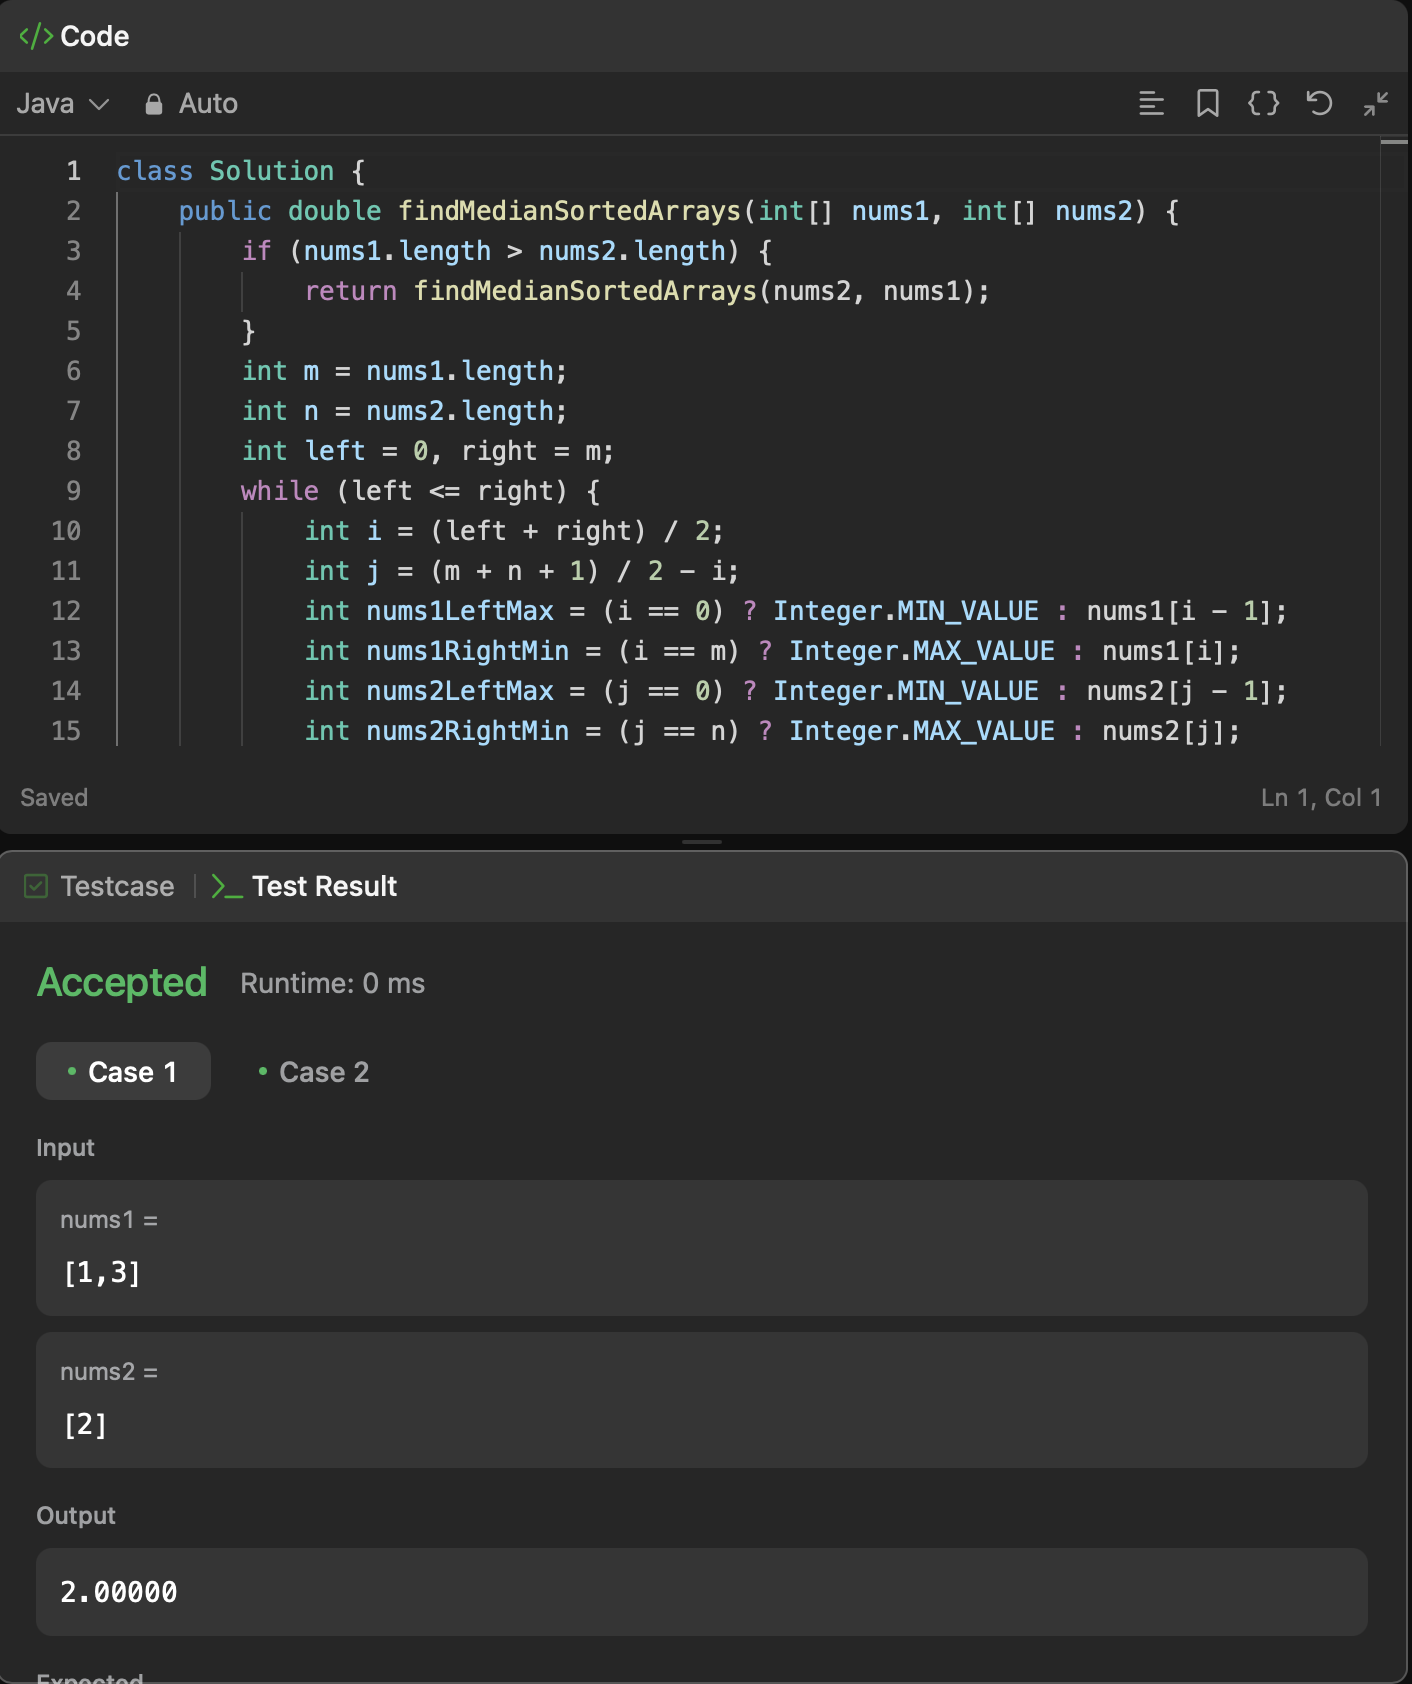 </> Code
Java Auto
1 class Solution {
2 public double findMedianSortedArrays(int[] nums1, int[] nums2) {
3 if (nums1.length > nums2.length) {
4 return findMedianSortedArrays(nums2, nums1);
5 }
6 int m = nums1.length;
7 int n = nums2.length;
8 int left = 0, right = m;
9 while (left <= right) {
10 int i = (left + right) / 2;
11 int j = (m + n + 1) / 2 - i;
12 int nums1LeftMax = (i == 0) ? Integer.MIN_VALUE : nums1[i - 1];
13 int nums1RightMin = (i == m) ? Integer.MAX_VALUE : nums1[i];
14 int nums2LeftMax = (j == 0) ? Integer.MIN_VALUE : nums2[j - 1];
15 int nums2RightMin = (j == n) ? Integer.MAX_VALUE : nums2[j];
Saved Ln 1, Col 1
Testcase | >_ Test Result
Accepted Runtime: 0 ms
• Case 1 • Case 2
Input
nums1 =
[1,3]
nums2 =
[2]
Output
2.00000
Expected